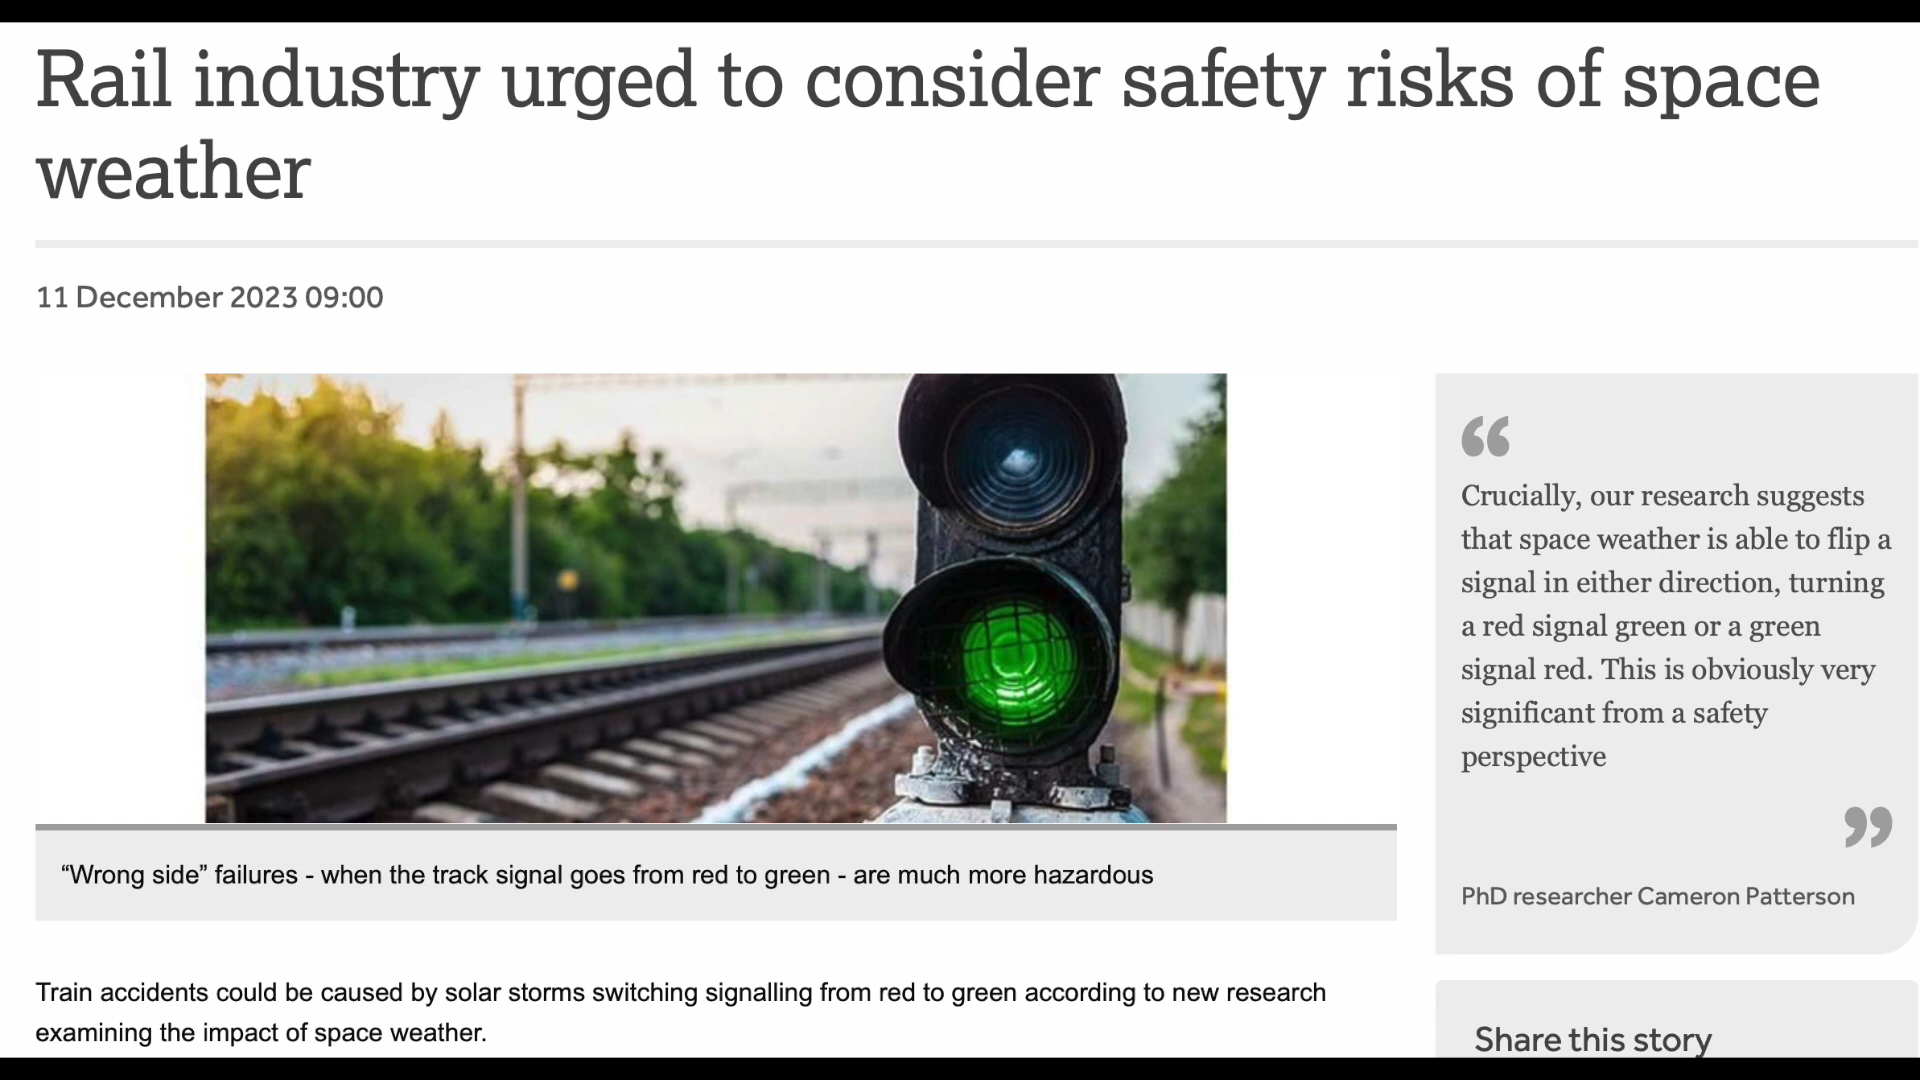 Rail industry urged to consider safety risks of space
weather
11 December 2023 09:00
“Wrong side” failures - when the track signal goes from red to green - are much more hazardous
Train accidents could be caused by solar storms switching signalling from red to green according to new research
examining the impact of space weather.
“
Crucially, our research suggests
that space weather is able to flip a
signal in either direction, turning
a red signal green or a green
signal red. This is obviously very
significant from a safety
perspective
”
PhD researcher Cameron Patterson
Share this story